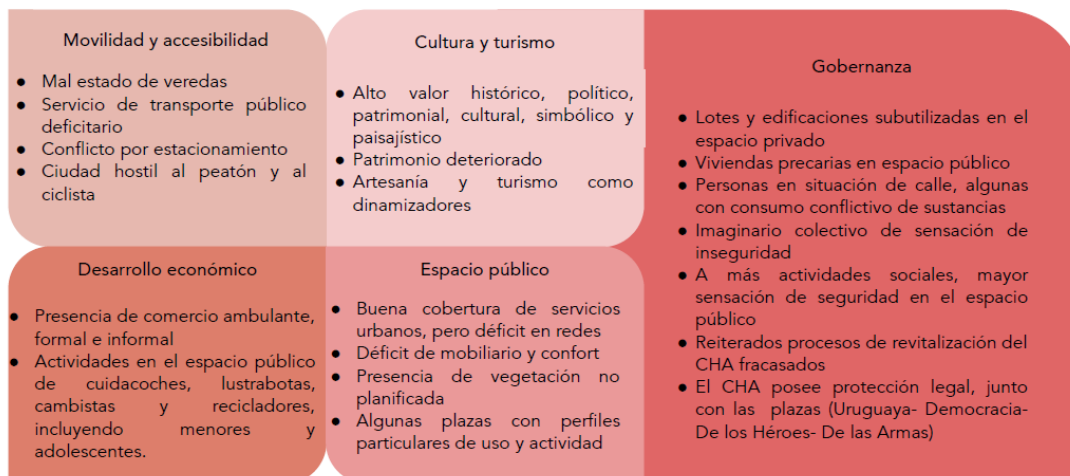 Movilidad y accesibilidad
● Mal estado de veredas
● Servicio de transporte público
deficitario
● Conflicto por estacionamiento
● Ciudad hostil al peatón y al
ciclista
Cultura y turismo
● Alto valor histórico, político,
patrimonial, cultural, simbólico y
paisajístico
● Patrimonio deteriorado
● Artesanía y turismo como
dinamizadores
Desarrollo económico
● Presencia de comercio ambulante,
formal e informal
● Actividades en el espacio público
de cuidacoches, lustrabotas,
cambistas y recicladores,
incluyendo menores y
adolescentes.
Espacio público
● Buena cobertura de servicios
urbanos, pero déficit en redes
● Déficit de mobiliario y confort
● Presencia de vegetación no
planificada
● Algunas plazas con perfiles
particulares de uso y actividad
Gobernanza
● Lotes y edificaciones subutilizadas en el
espacio privado
● Viviendas precarias en espacio público
● Personas en situación de calle, algunas
con consumo conflictivo de sustancias
● Imaginario colectivo de sensación de
inseguridad
● A más actividades sociales, mayor
sensación de seguridad en el espacio
público
● Reiterados procesos de revitalización del
CHA fracasados
● El CHA posee protección legal, junto
con las plazas (Uruguaya- Democracia-
De los Héroes- De las Armas)